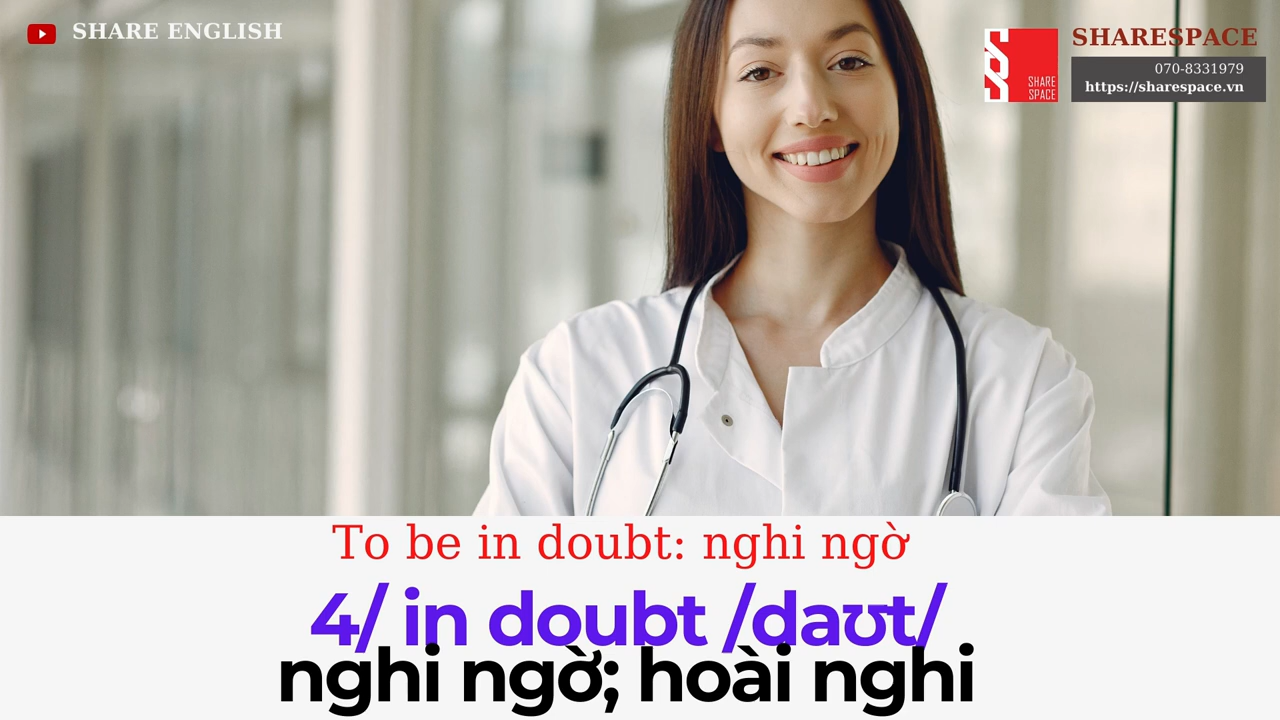 SHARE ENGLISH
SHARESPACE
070-8331979
https://sharespace.vn
SHARE
SPACE
To be in doubt: nghi ngờ
4/ in doubt /daʊt/
nghi ngờ; hoài nghi